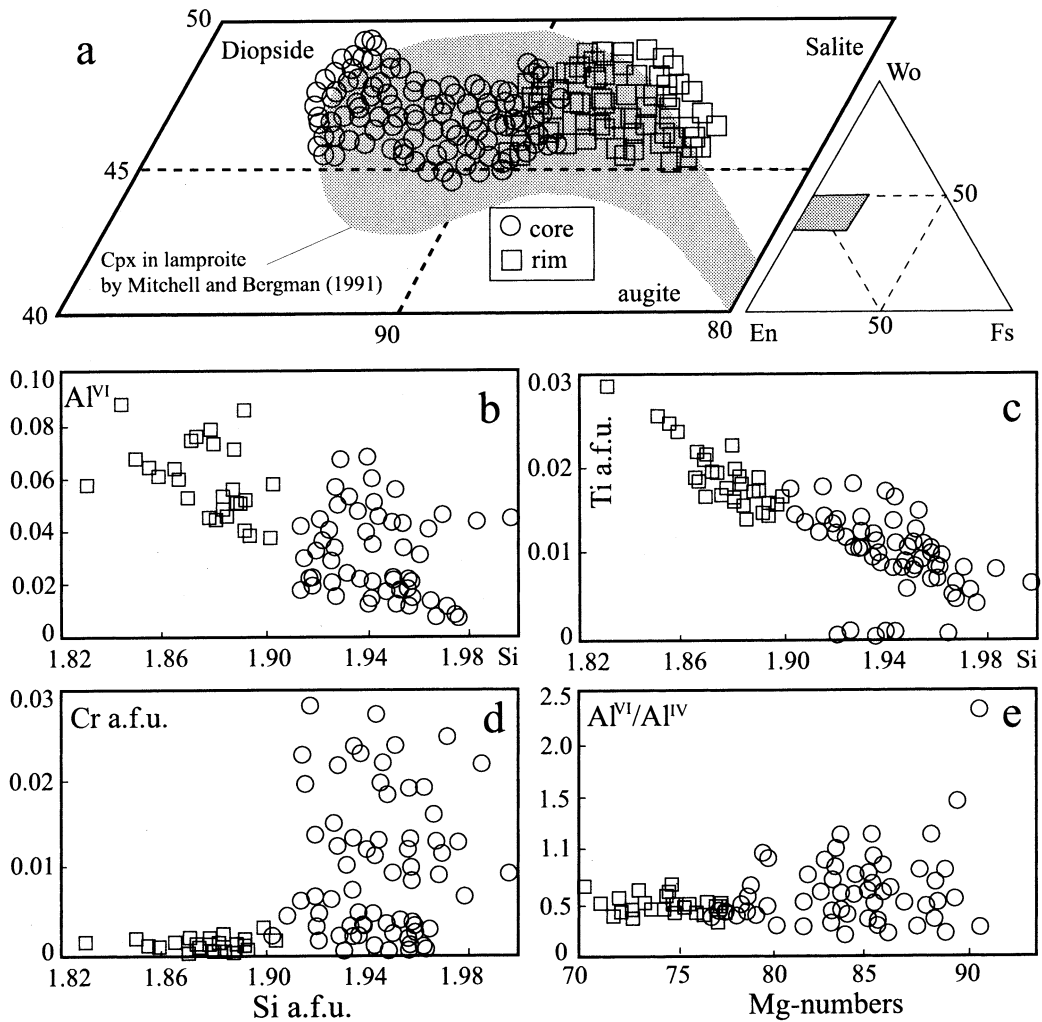 50
a
Diopside
Salite
Wo
45
50
core
rim
Cpx in lamproite
by Mitchell and Bergman (1991)
augite
40
90
80
En
50
Fs
0.10
Al^VI
b
0.08
0.06
0.04
0.02
0
1.82
1.86
1.90
1.94
1.98
Si
0.03
c
Ti a.f.u.
0.02
0.01
0
1.82
1.86
1.90
1.94
1.98
Si
0.03
Cr a.f.u.
d
0.02
0.01
0
1.82
1.86
1.90
1.94
1.98
Si a.f.u.
2.5
Al^VI/Al^IV
e
2.0
1.5
1.1
0.5
0
70
75
80
85
90
Mg-numbers